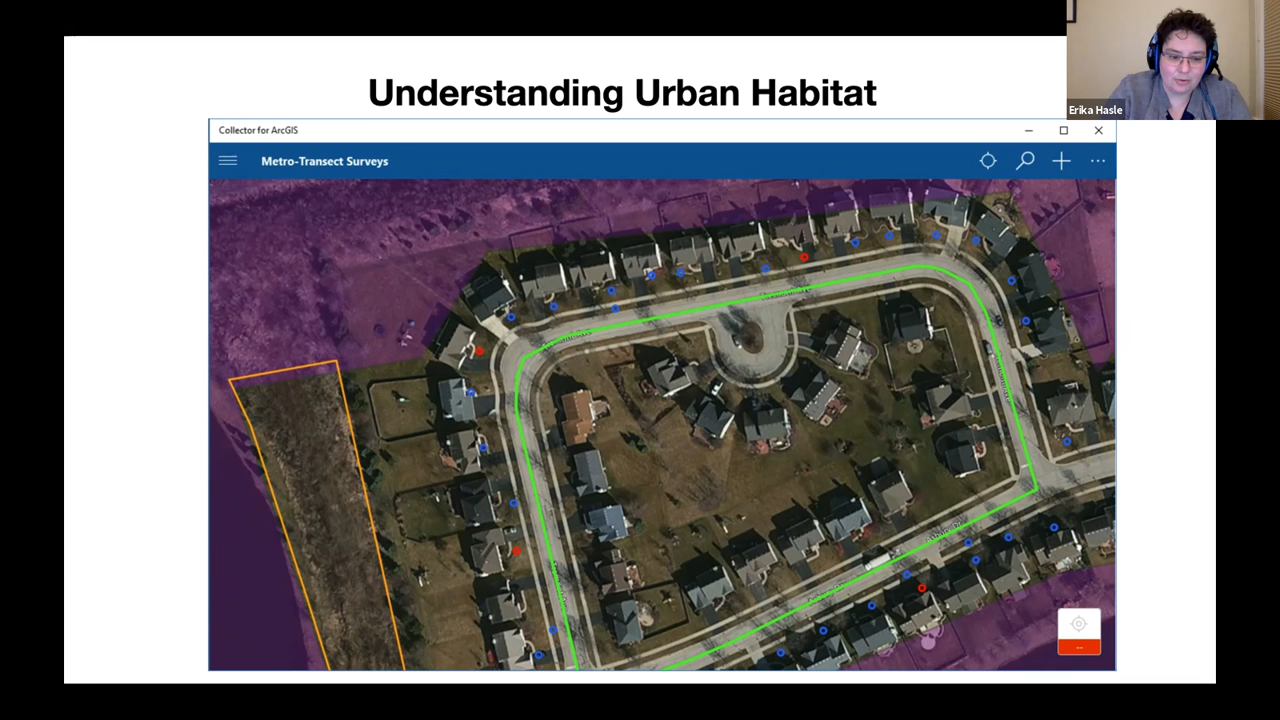 Understanding Urban Habitat
Erika Hasle
Collector for ArcGIS
Metro-Transect Surveys